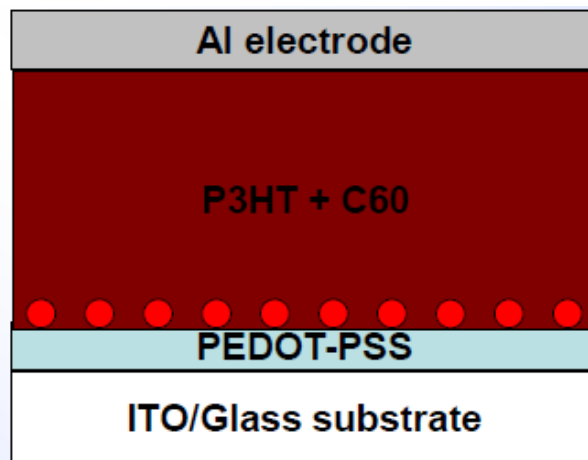 Al electrode
P3HT + C60
PEDOT-PSS
ITO/Glass substrate